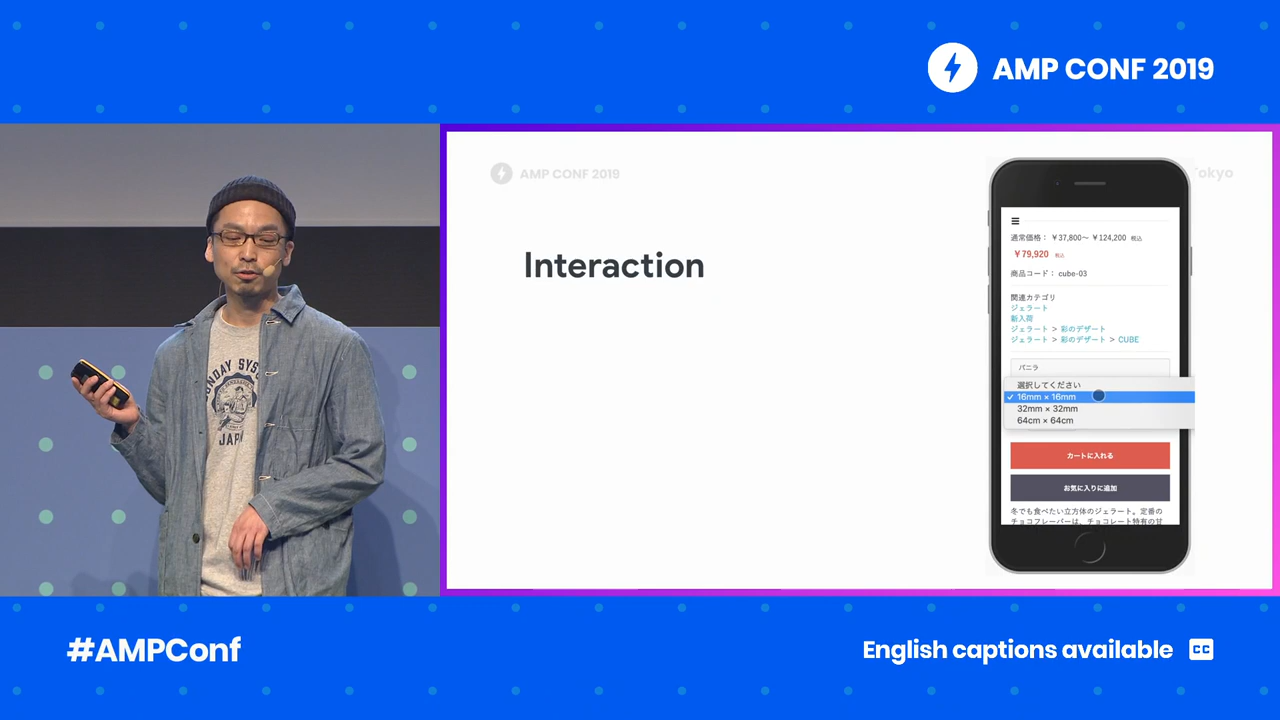 AMP CONF 2019
AMP CONF 2019
Tokyo
Interaction
☰
通常価格： ￥37,800～ ￥124,200 税込
￥79,920 税込
商品コード： cube-03
関連カテゴリ
ジェラート
新入荷
ジェラート > 彩のデザート
ジェラート > 彩のデザート > CUBE
バニラ
選択してください
✓ 16mm × 16mm
32mm × 32mm
64cm × 64cm
カートに入れる
お気に入りに追加
冬でも食べたい立方体のジェラート。定番の
チョコフレーバーは、チョコレート特有の甘
JAPA
#AMPConf
English captions available CC